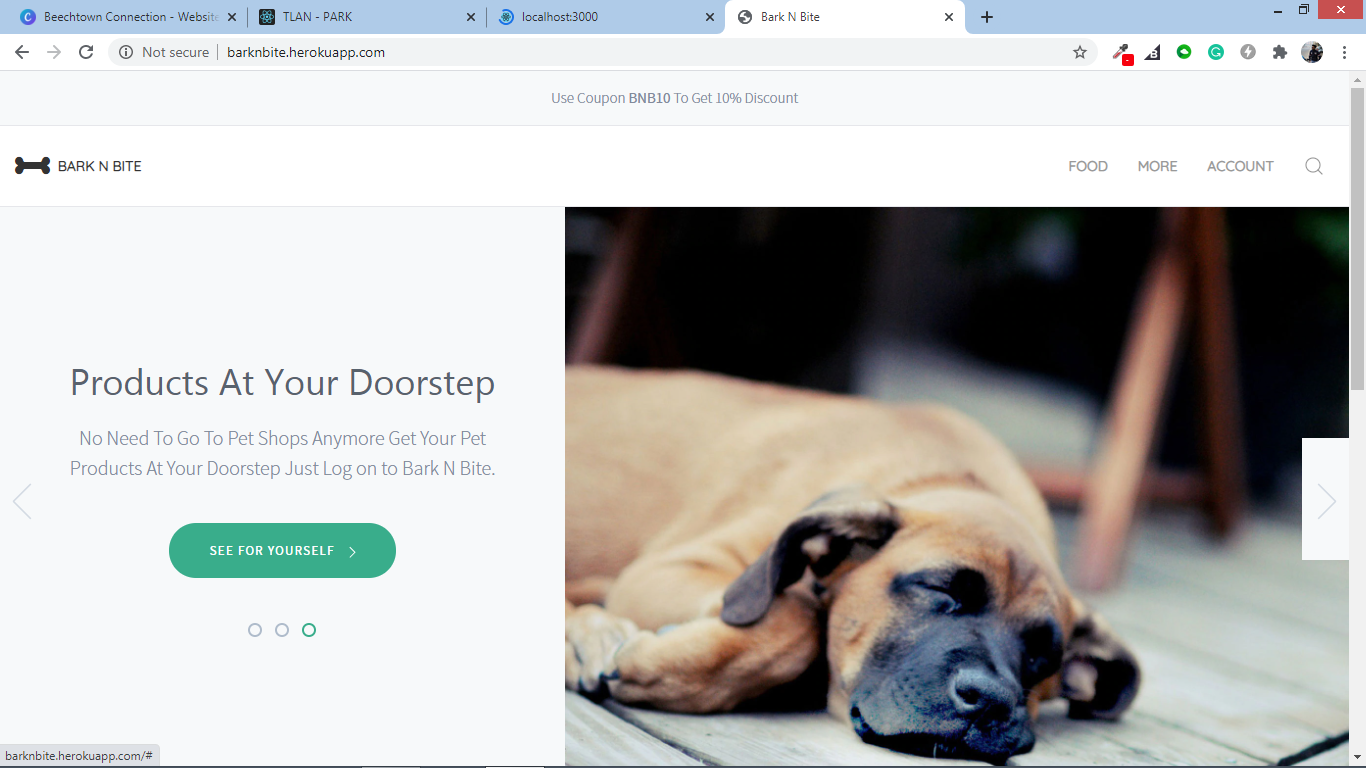 Beechtown Connection - Website
TLAN - PARK
localhost:3000
Bark N Bite
Not secure
barknbite.herokuapp.com
Use Coupon BNB10 To Get 10% Discount
BARK N BITE
FOOD
MORE
ACCOUNT
Products At Your Doorstep
No Need To Go To Pet Shops Anymore Get Your Pet
Products At Your Doorstep Just Log on to Bark N Bite.
SEE FOR YOURSELF
barknbite.herokuapp.com/#